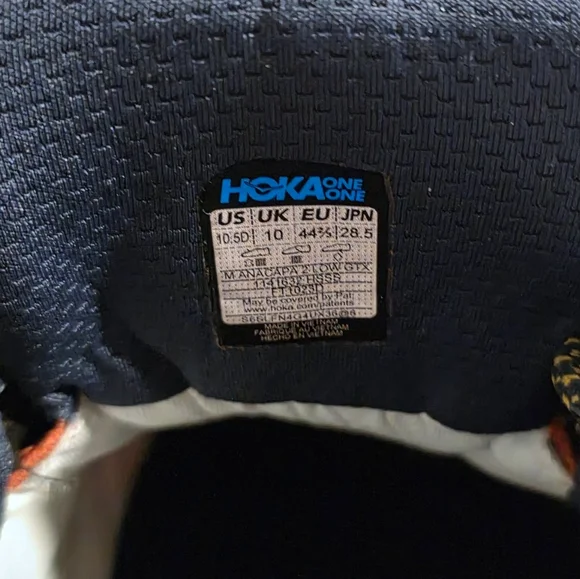 HOKA ONE ONE
US UK EU JPN
10.5D 10 44⅔ 28.5
M ANACAPA 2 LOW GTX
May be covered by Pat.
www.hoka.com/patents
MADE IN VIETNAM
FABRIQUE AU VIETNAM
HECHO EN VIETNAM